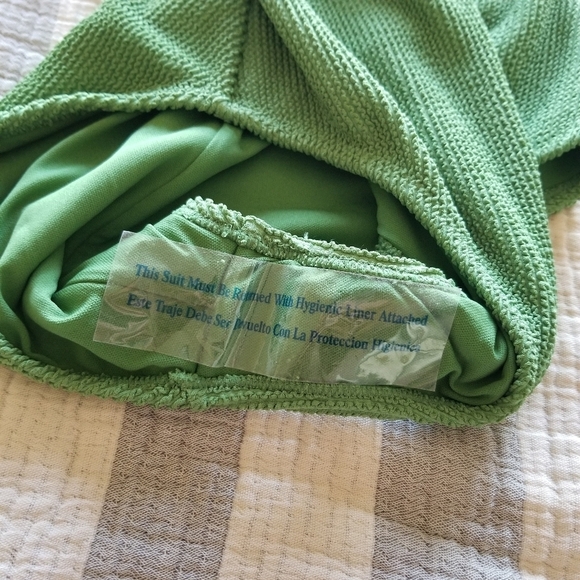 This Suit Must Be Returned With Hygienic Liner Attached
Este Traje Debe Ser Devuelto Con La Proteccion Higienica